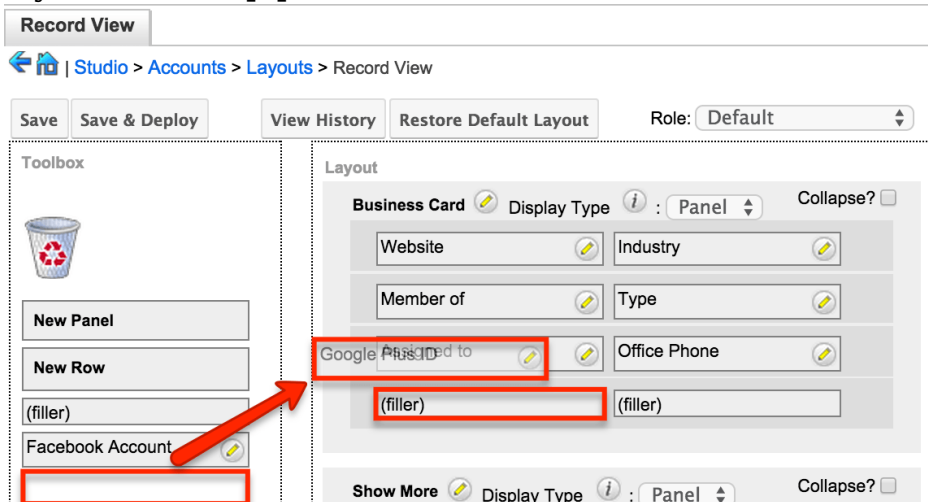 Record View
| Studio > Accounts > Layouts > Record View
Save Save & Deploy View History Restore Default Layout Role: Default
Toolbox
Layout
Business Card Display Type i : Panel Collapse?
Website Industry
Member of Type
New Panel
Google Plus ID Assigned to Office Phone
New Row
(filler) (filler)
(filler)
Facebook Account
Show More Display Type i : Panel Collapse?